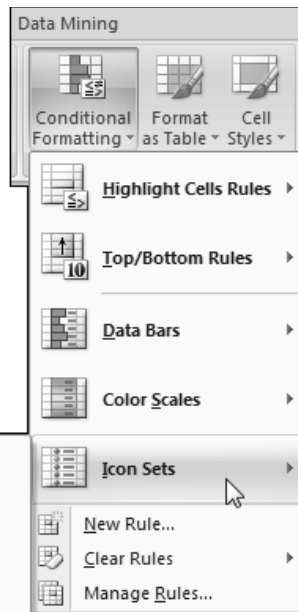 Data Mining
Conditional Formatting
Format as Table
Cell Styles
Highlight Cells Rules
10
Top/Bottom Rules
Data Bars
Color Scales
Icon Sets
New Rule...
Clear Rules
Manage Rules...